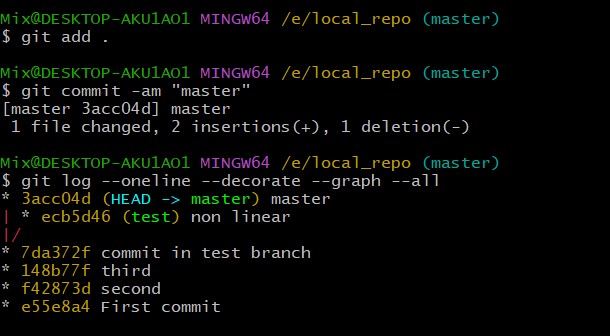 Mix@DESKTOP-AKU1AO1 MINGW64 /e/local_repo (master)
$ git add .
Mix@DESKTOP-AKU1AO1 MINGW64 /e/local_repo (master)
$ git commit -am "master"
[master 3acc04d] master
 1 file changed, 2 insertions(+), 1 deletion(-)
Mix@DESKTOP-AKU1AO1 MINGW64 /e/local_repo (master)
$ git log --oneline --decorate --graph --all
* 3acc04d (HEAD -> master) master
| * ecb5d46 (test) non linear
|/
* 7da372f commit in test branch
* 148b77f third
* f42873d second
* e55e8a4 First commit